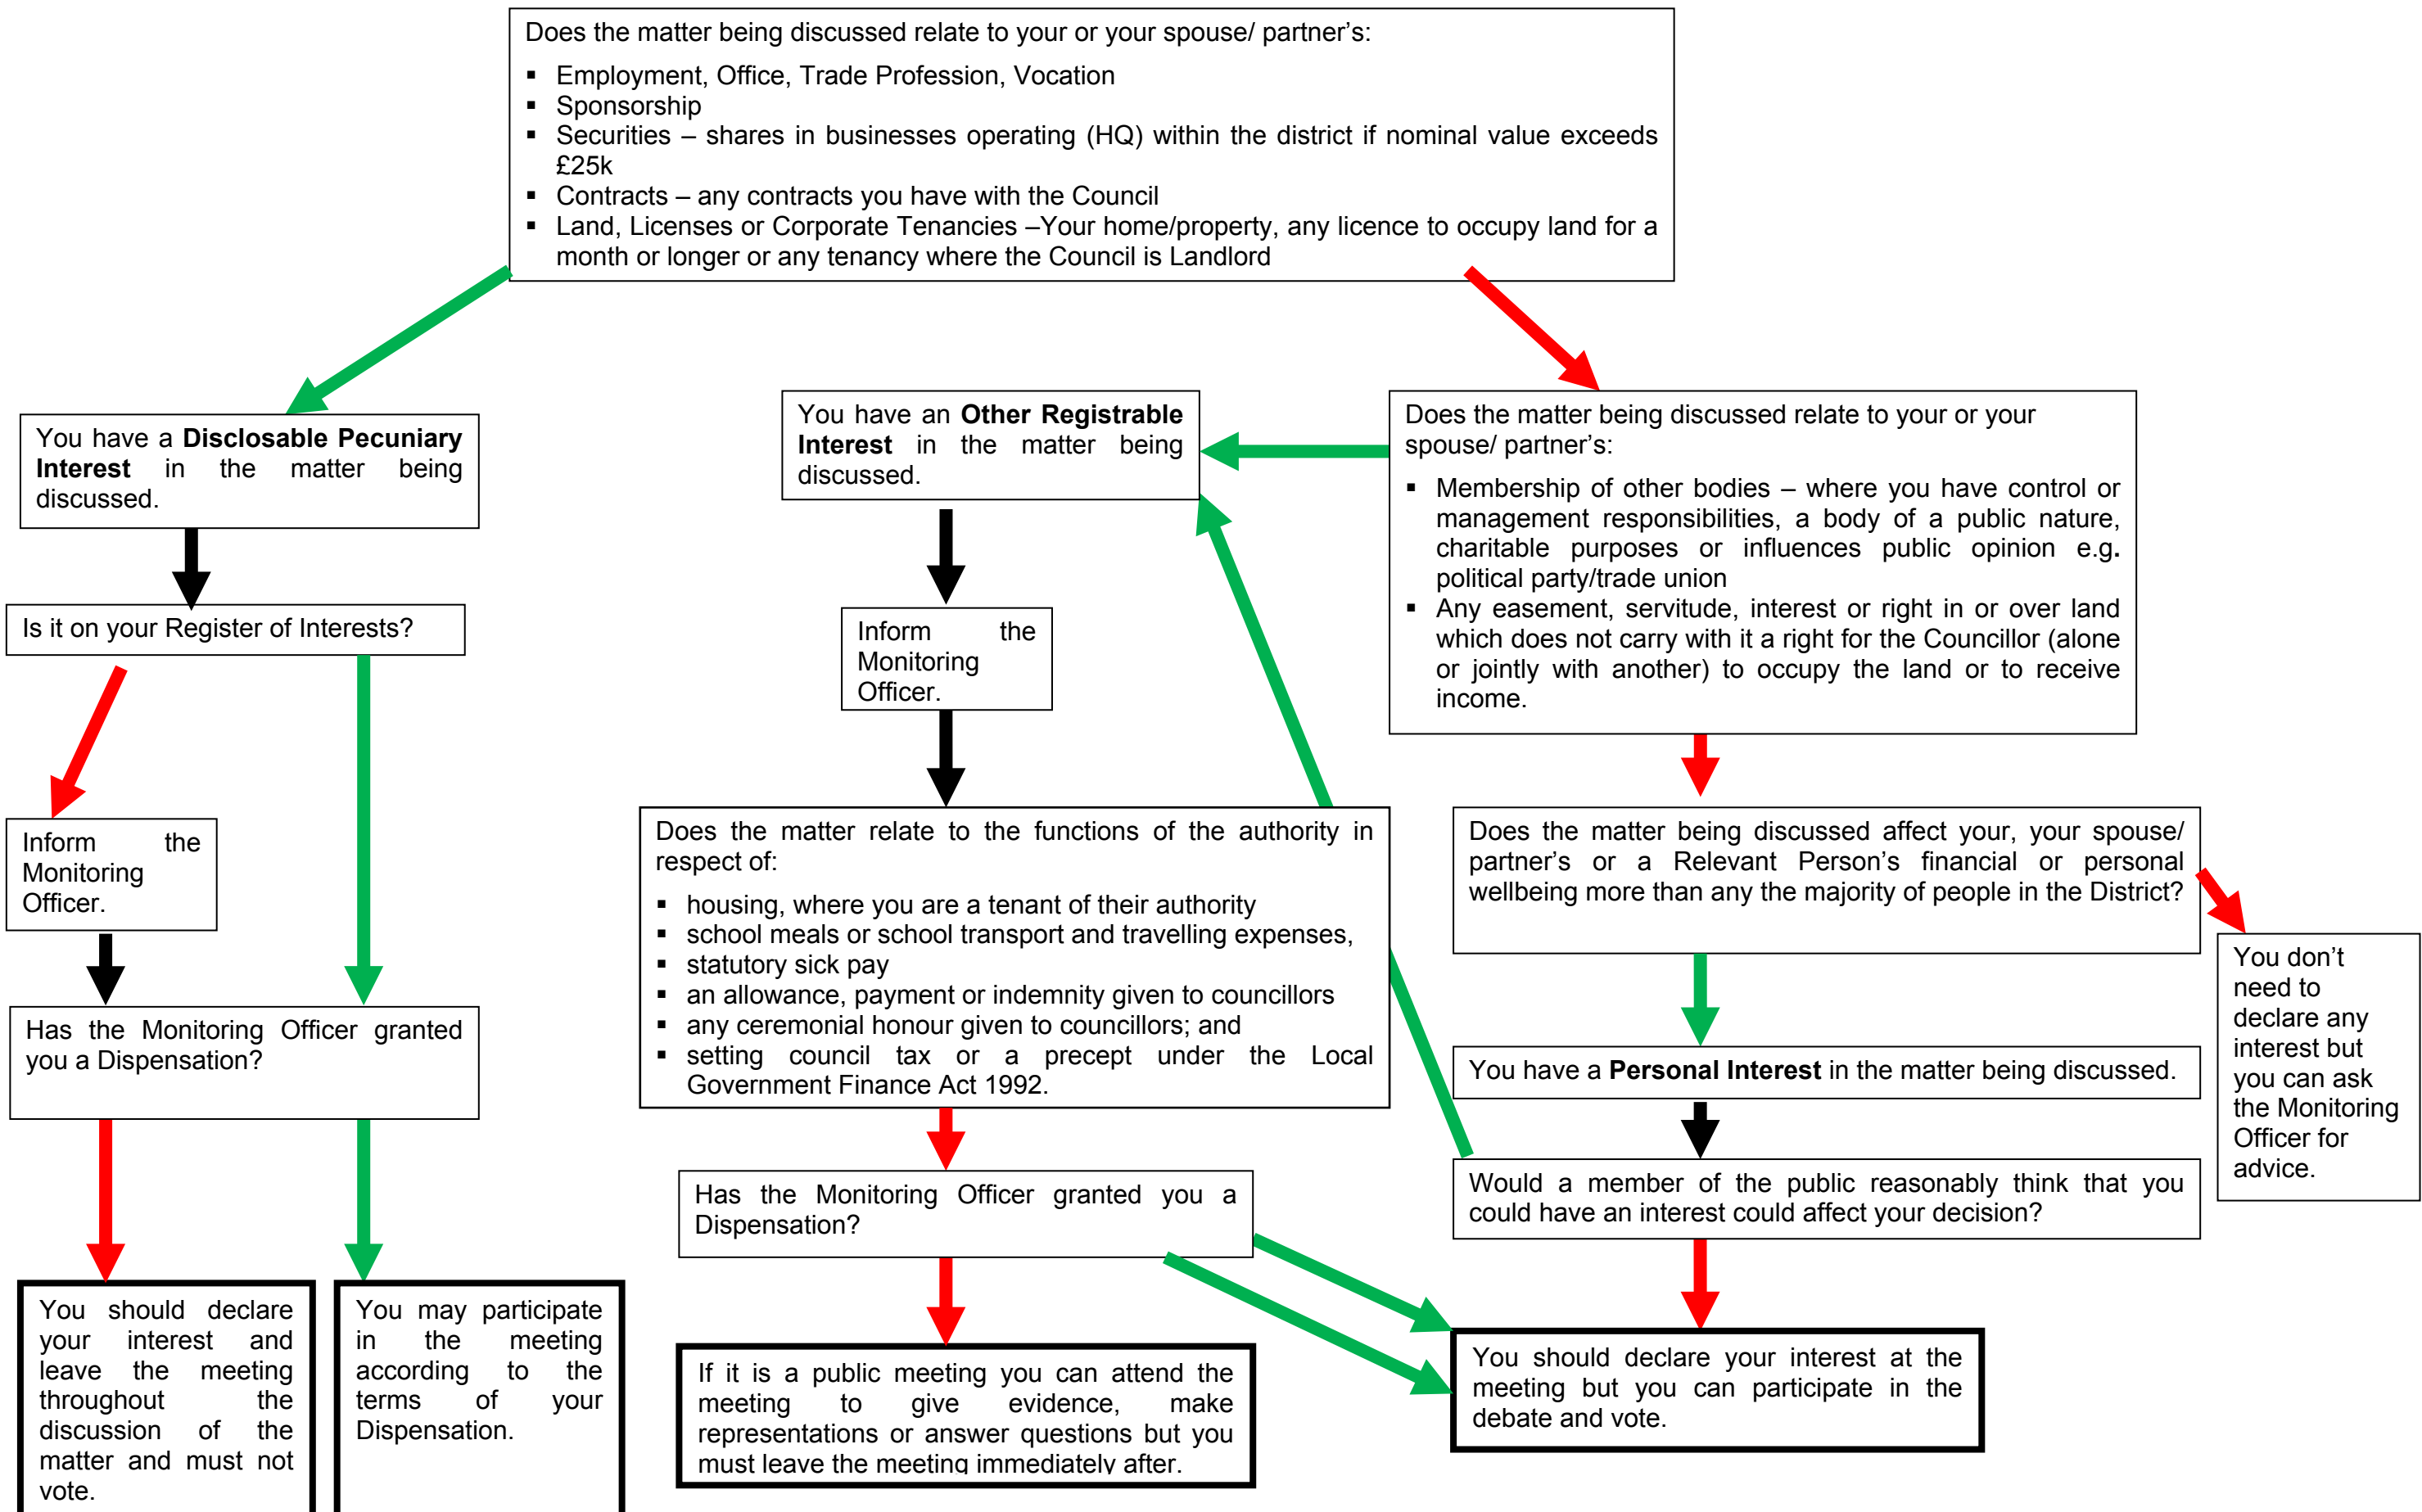 Does the matter being discussed relate to your or your spouse/ partner’s:
▪ Employment, Office, Trade Profession, Vocation
▪ Sponsorship
▪ Securities – shares in businesses operating (HQ) within the district if nominal value exceeds
£25k
▪ Contracts – any contracts you have with the Council
▪ Land, Licenses or Corporate Tenancies –Your home/property, any licence to occupy land for a
month or longer or any tenancy where the Council is Landlord
You have a Disclosable Pecuniary
Interest in the matter being
discussed.
Is it on your Register of Interests?
Inform the
Monitoring
Officer.
Has the Monitoring Officer granted
you a Dispensation?
You should declare
your interest and
leave the meeting
throughout the
discussion of the
matter and must not
vote.
You may participate
in the meeting
according to the
terms of your
Dispensation.
You have an Other Registrable
Interest in the matter being
discussed.
Inform the
Monitoring
Officer.
Does the matter relate to the functions of the authority in
respect of:
▪ housing, where you are a tenant of their authority
▪ school meals or school transport and travelling expenses,
▪ statutory sick pay
▪ an allowance, payment or indemnity given to councillors
▪ any ceremonial honour given to councillors; and
▪ setting council tax or a precept under the Local
Government Finance Act 1992.
Has the Monitoring Officer granted you a
Dispensation?
If it is a public meeting you can attend the
meeting to give evidence, make
representations or answer questions but you
must leave the meeting immediately after.
Does the matter being discussed relate to your or your
spouse/ partner’s:
▪ Membership of other bodies – where you have control or
management responsibilities, a body of a public nature,
charitable purposes or influences public opinion e.g.
political party/trade union
▪ Any easement, servitude, interest or right in or over land
which does not carry with it a right for the Councillor (alone
or jointly with another) to occupy the land or to receive
income.
Does the matter being discussed affect your, your spouse/
partner’s or a Relevant Person’s financial or personal
wellbeing more than any the majority of people in the District?
You don’t
need to
declare any
interest but
you can ask
the Monitoring
Officer for
advice.
You have a Personal Interest in the matter being discussed.
Would a member of the public reasonably think that you
could have an interest could affect your decision?
You should declare your interest at the
meeting but you can participate in the
debate and vote.